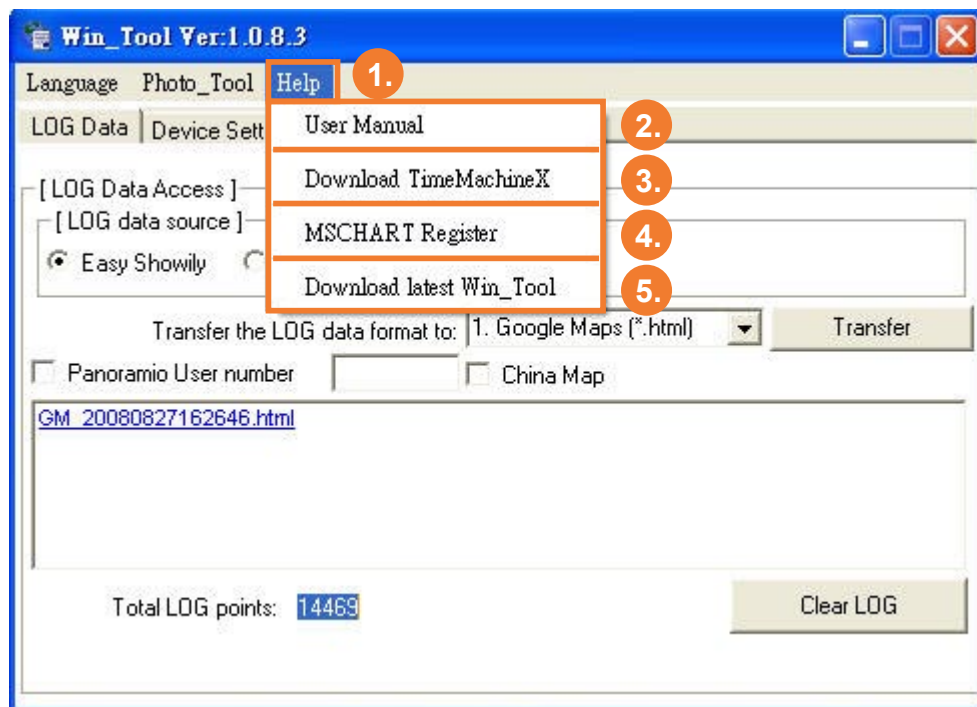 Win_Tool Ver:1.0.8.3
Language Photo_Tool Help 1.
LOG Data Device Sett
User Manual 2.
Download TimeMachineX 3.
MSCHART Register 4.
Download latest Win_Tool 5.
[ LOG Data Access ]
[ LOG data source ]
Easy Showily
Transfer the LOG data format to: 1. Google Maps (*.html) Transfer
Panoramio User number China Map
GM_20080827162646.html
Total LOG points: 14469 Clear LOG